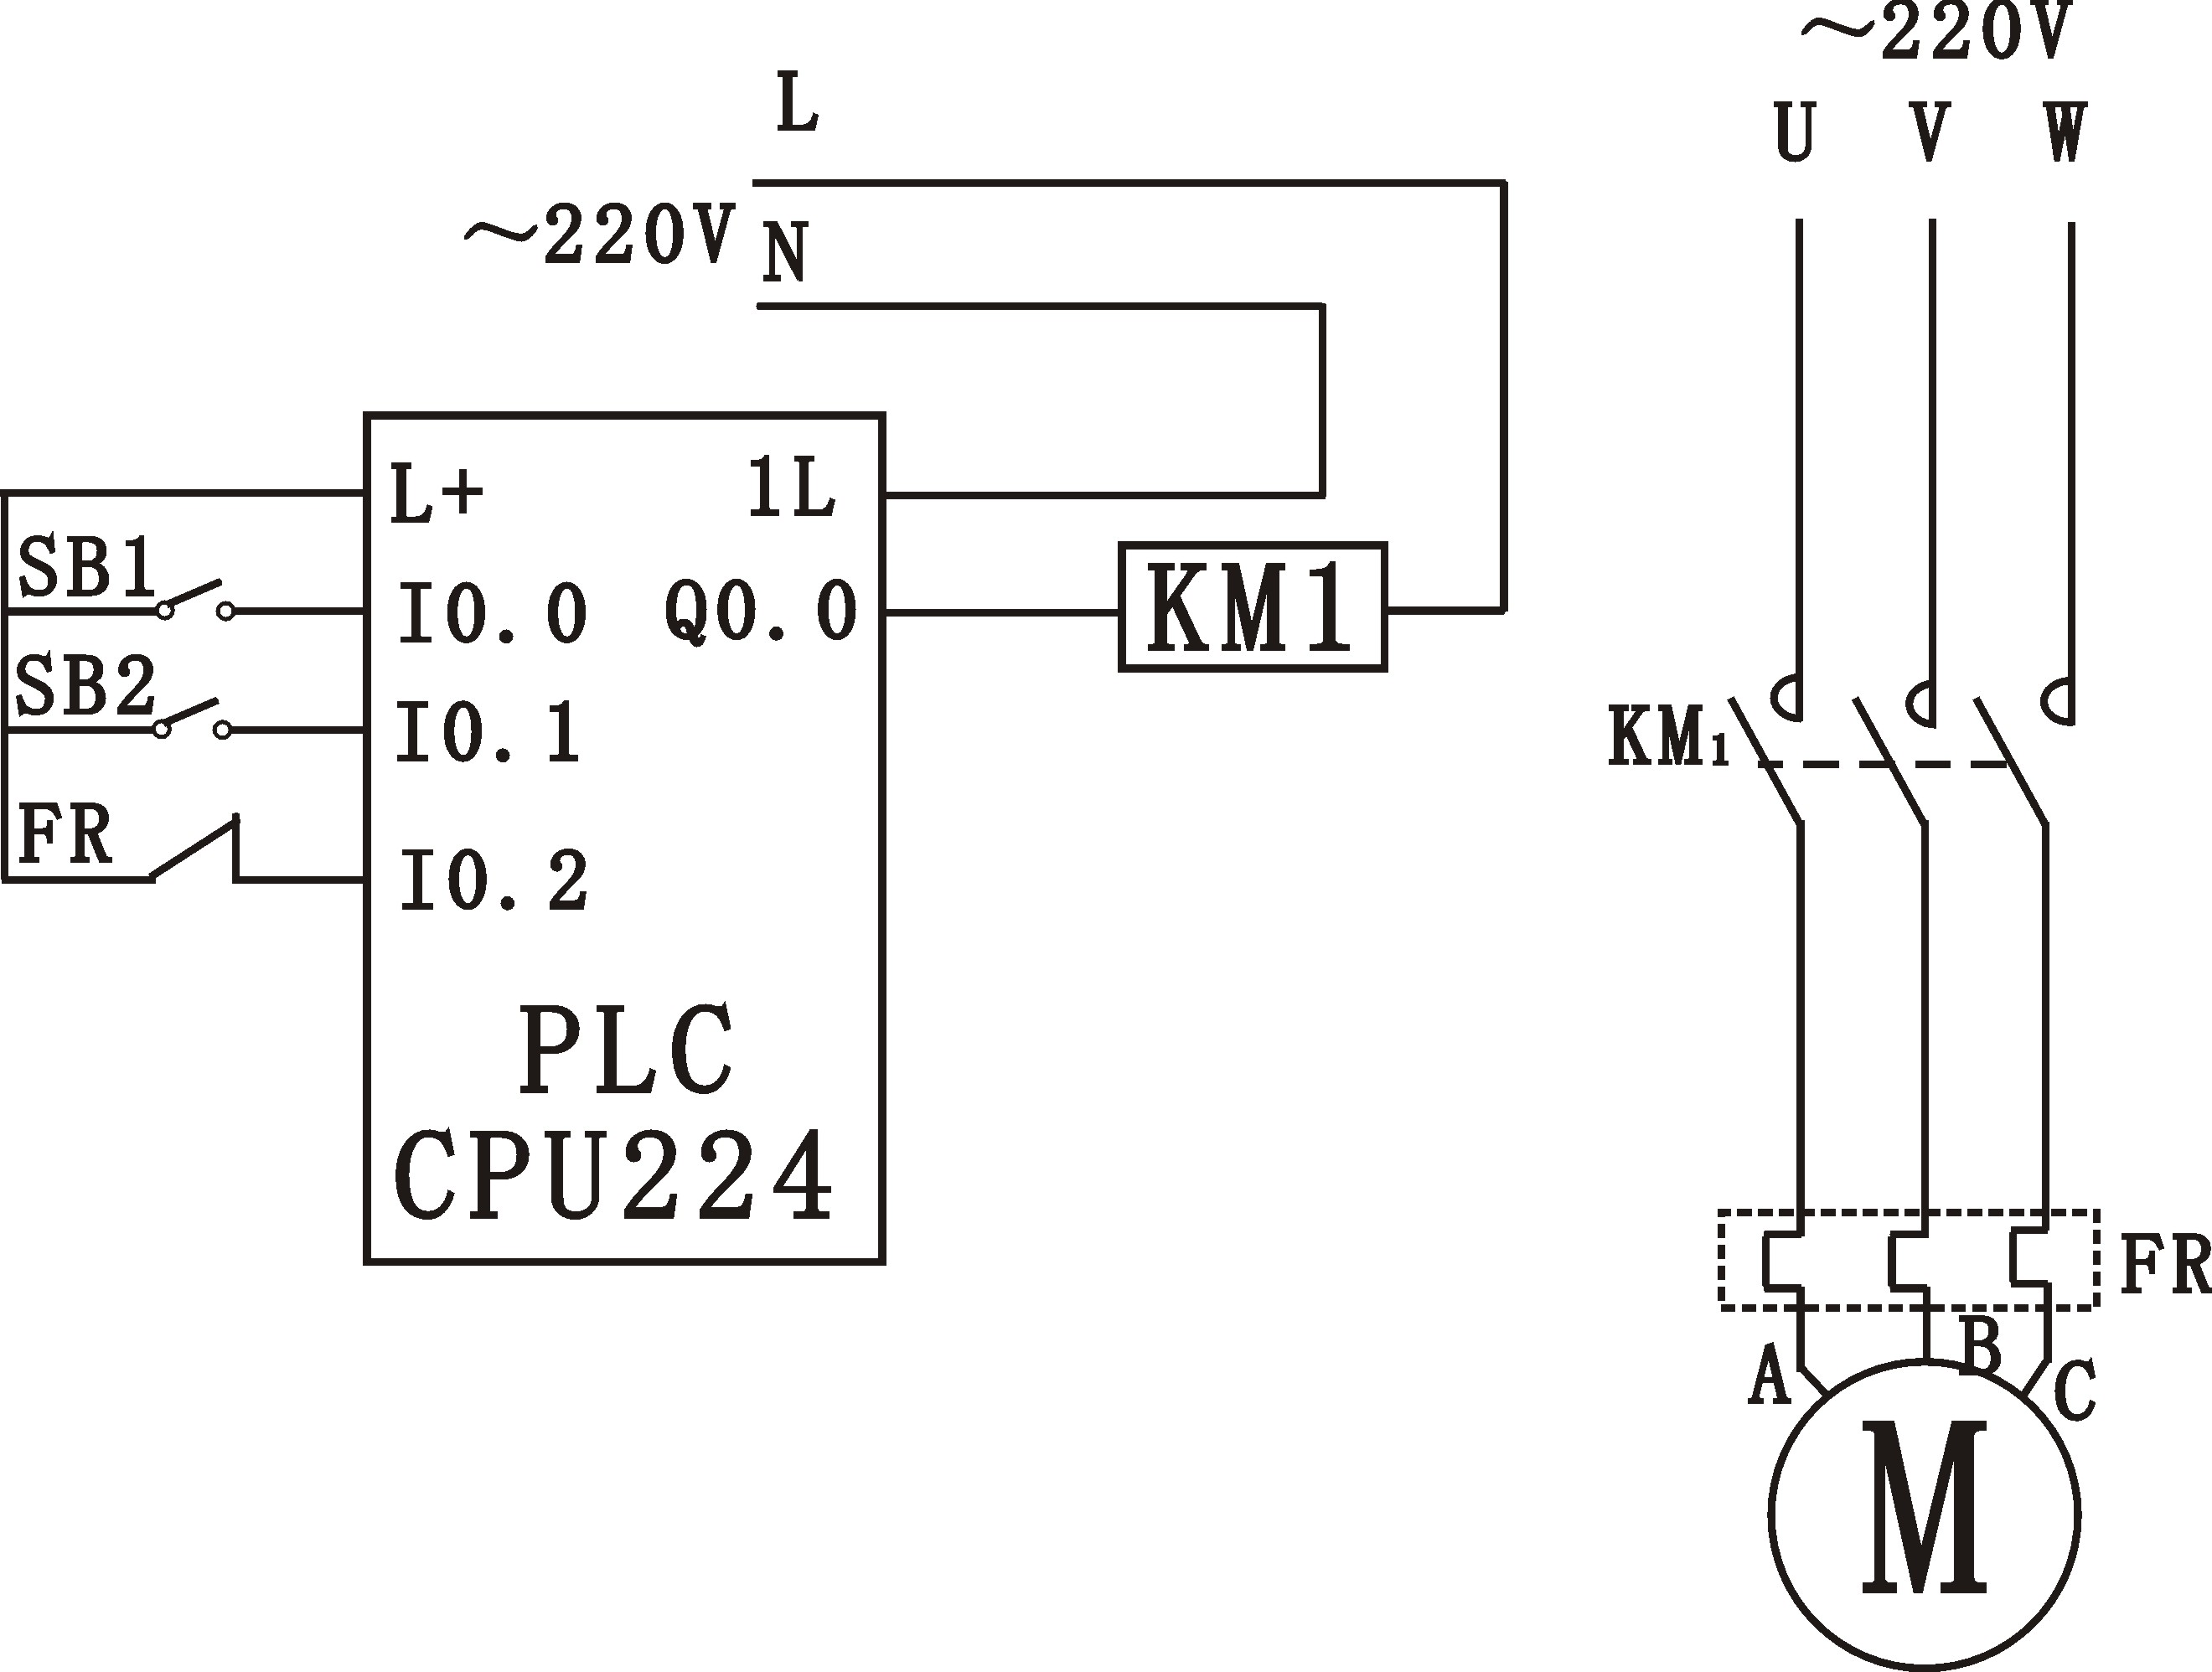 ～220V
U V W
L
～220V
N
L+ 1L
SB1
I0.0 Q0.0
KM1
SB2
I0.1
KM₁
FR
I0.2
PLC
CPU224
FR
A B C
M